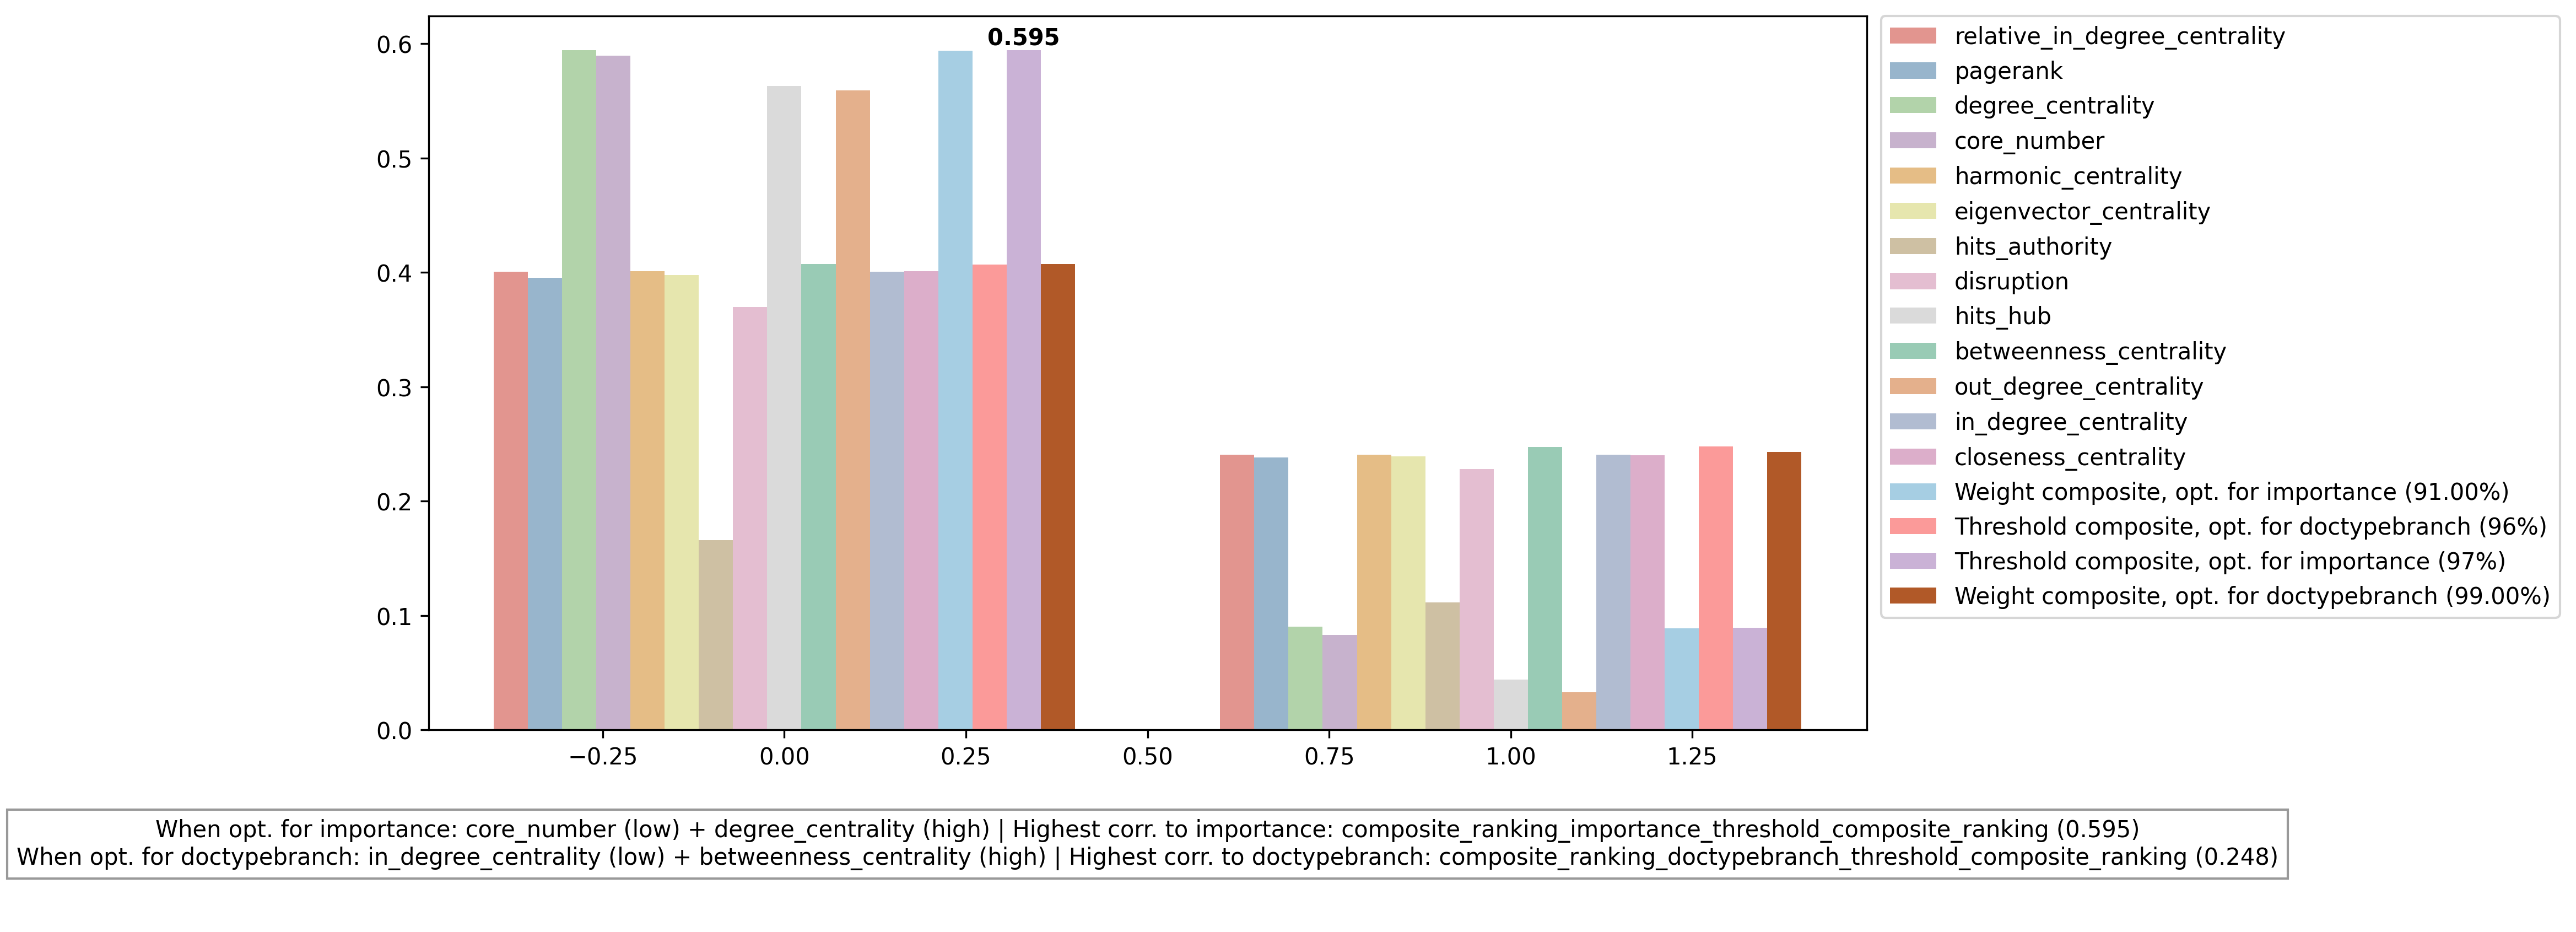 0.595
0.6
0.5
0.4
0.3
0.2
0.1
0.0
−0.25
0.00
0.25
0.50
0.75
1.00
1.25
relative_in_degree_centrality
pagerank
degree_centrality
core_number
harmonic_centrality
eigenvector_centrality
hits_authority
disruption
hits_hub
betweenness_centrality
out_degree_centrality
in_degree_centrality
closeness_centrality
Weight composite, opt. for importance (91.00%)
Threshold composite, opt. for doctypebranch (96%)
Threshold composite, opt. for importance (97%)
Weight composite, opt. for doctypebranch (99.00%)
When opt. for importance: core_number (low) + degree_centrality (high) | Highest corr. to importance: composite_ranking_importance_threshold_composite_ranking (0.595)
When opt. for doctypebranch: in_degree_centrality (low) + betweenness_centrality (high) | Highest corr. to doctypebranch: composite_ranking_doctypebranch_threshold_composite_ranking (0.248)